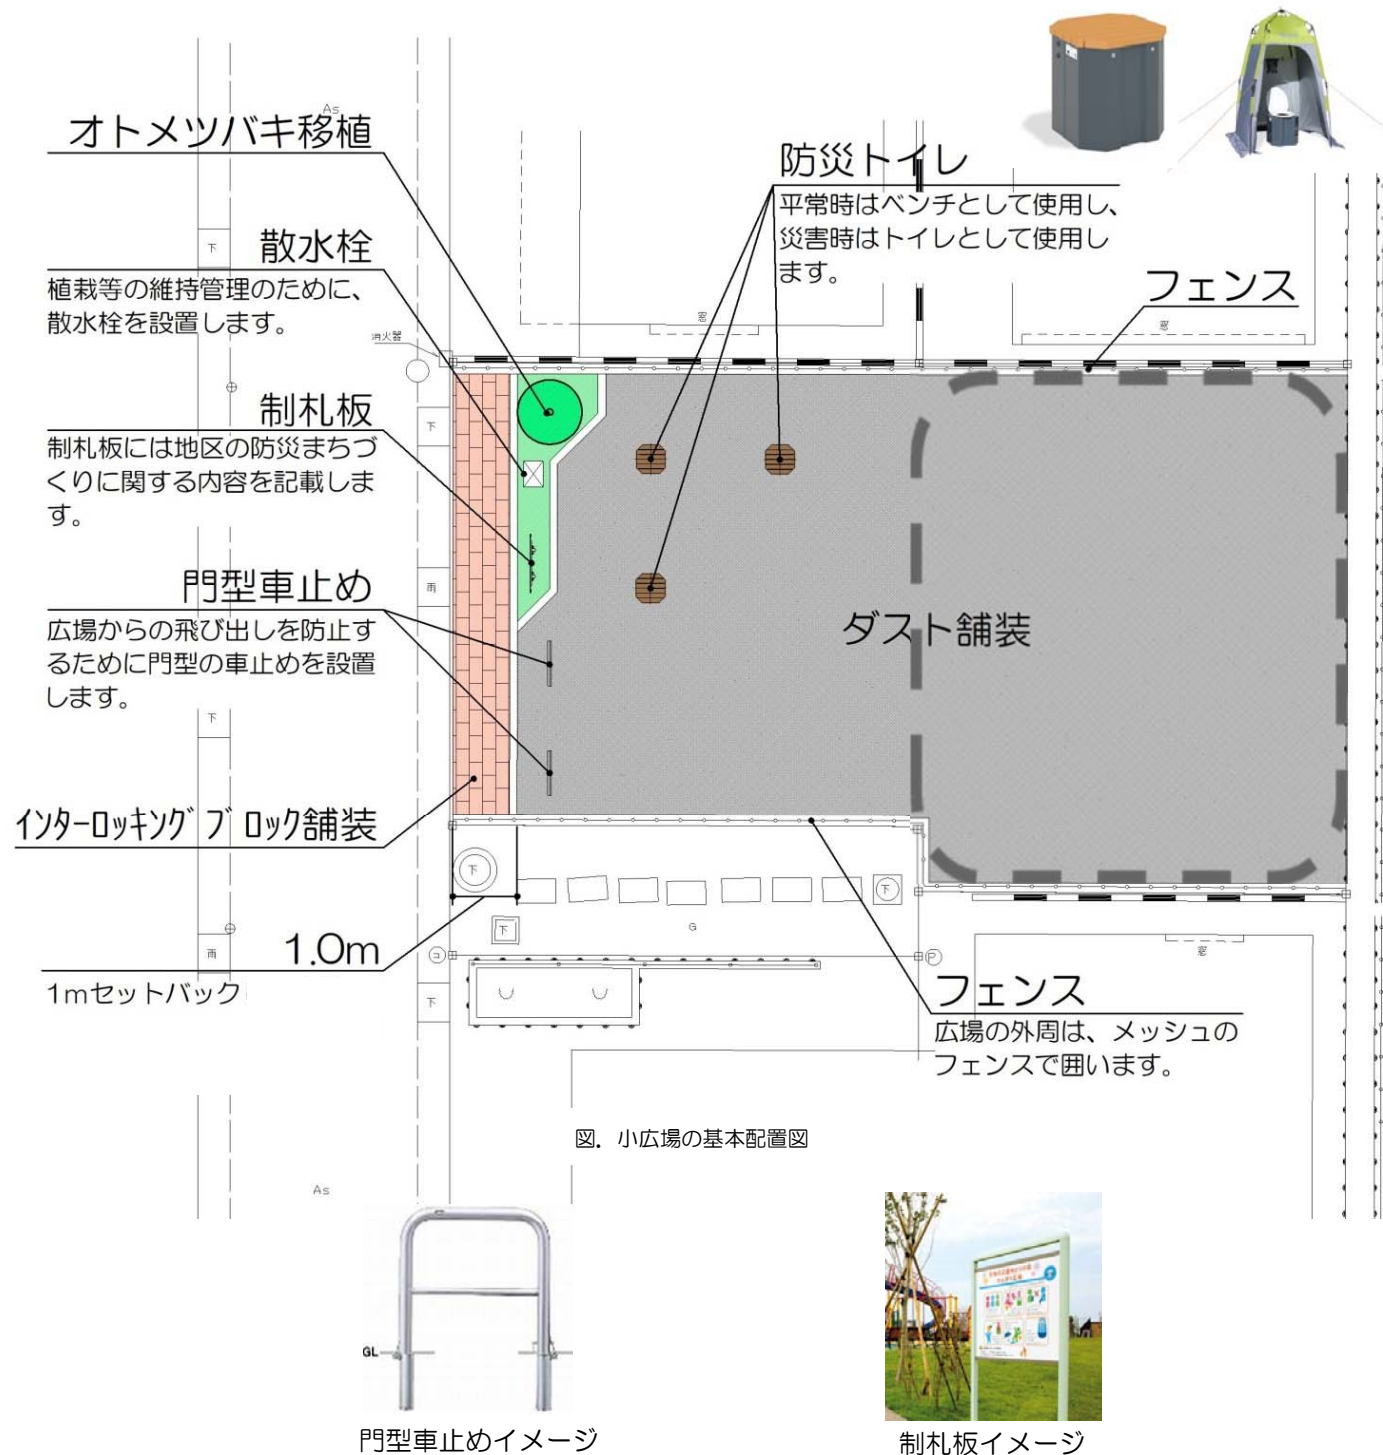 As
オトメツバキ移植
防災トイレ
平常時はベンチとして使用し、
災害時はトイレとして使用し
ます。
下
散水栓
植栽等の維持管理のために、
散水栓を設置します。
フェンス
窓
窓
消火器
制札板
制札板には地区の防災まちづ
くりに関する内容を記載しま
す。
下
門型車止め
広場からの飛び出しを防止す
るために門型の車止めを設置
します。
雨
ダスト舗装
下
インターロッキングブロック舗装
下
下
下
G
1.0m
1mセットバック
雨
コ
P
窓
下
フェンス
広場の外周は、メッシュの
フェンスで囲います。
図．小広場の基本配置図
As
GL
門型車止めイメージ
制札板イメージ